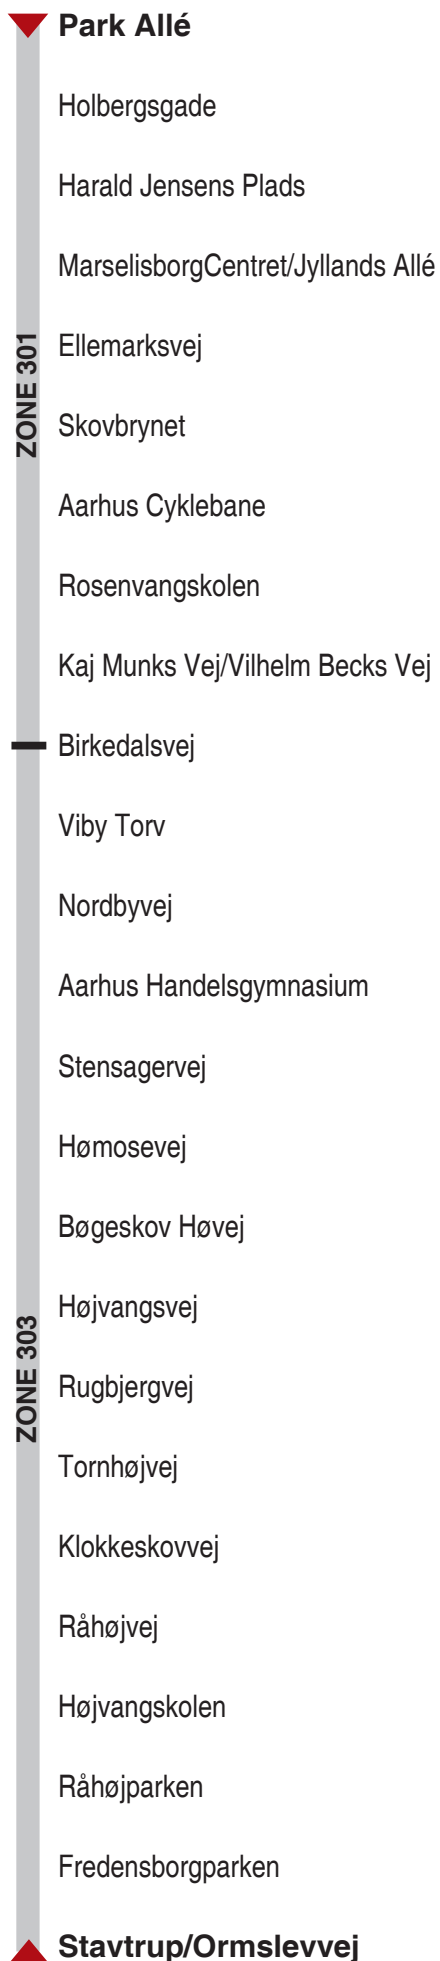 Park Allé
Holbergsgade
Harald Jensens Plads
MarselisborgCentret/Jyllands Allé
Ellemarksvej
ZONE 301
Skovbrynet
Aarhus Cyklebane
Rosenvangskolen
Kaj Munks Vej/Vilhelm Becks Vej
Birkedalsvej
Viby Torv
Nordbyvej
Aarhus Handelsgymnasium
Stensagervej
Hømosevej
Bøgeskov Høvej
Højvangsvej
ZONE 303
Rugbjergvej
Tornhøjvej
Klokkeskovvej
Råhøjvej
Højvangskolen
Råhøjparken
Fredensborgparken
Stavtrup/Ormslevvej